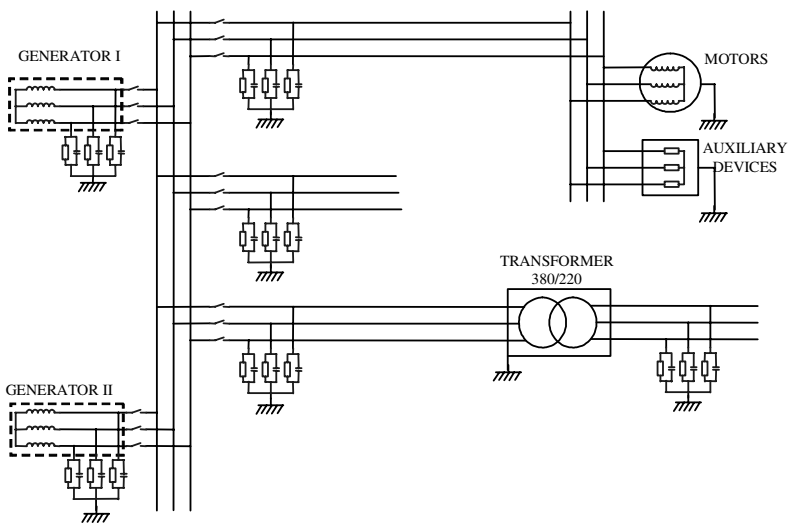 GENERATOR I
MOTORS
AUXILIARY
DEVICES
TRANSFORMER
380/220
GENERATOR II